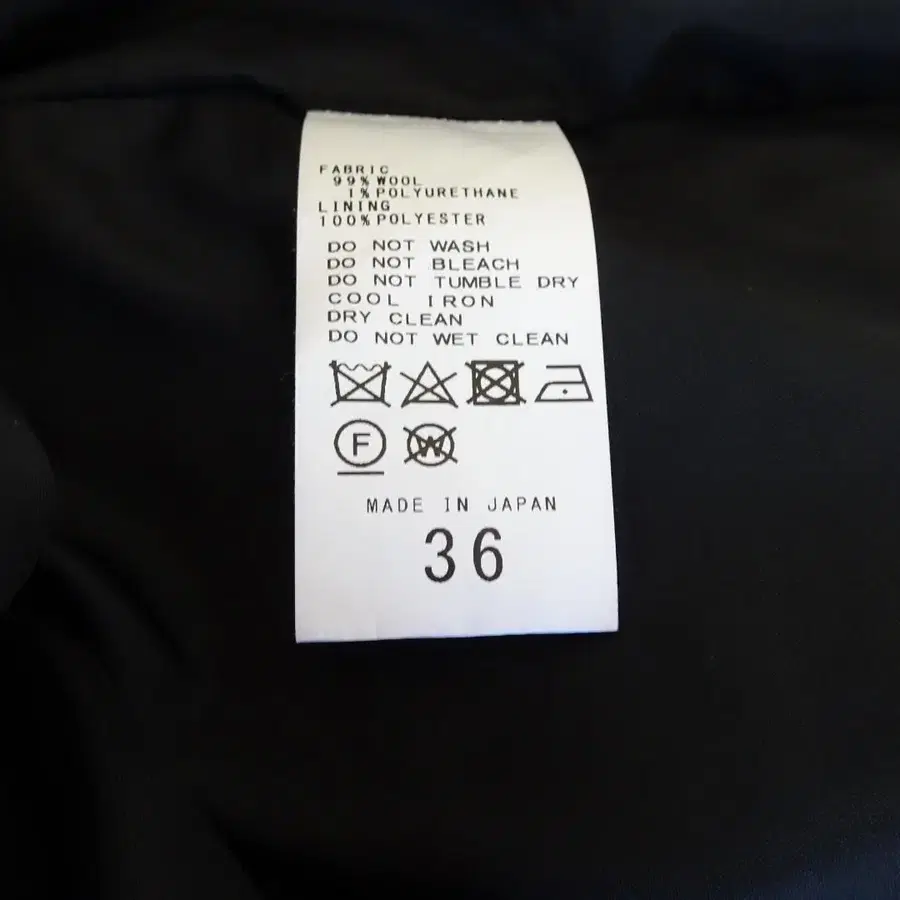 FABRIC
99% WOOL
1% POLYURETHANE
LINING
100% POLYESTER
DO NOT WASH
DO NOT BLEACH
DO NOT TUMBLE DRY
COOL IRON
DRY CLEAN
DO NOT WET CLEAN
F W
MADE IN JAPAN
36